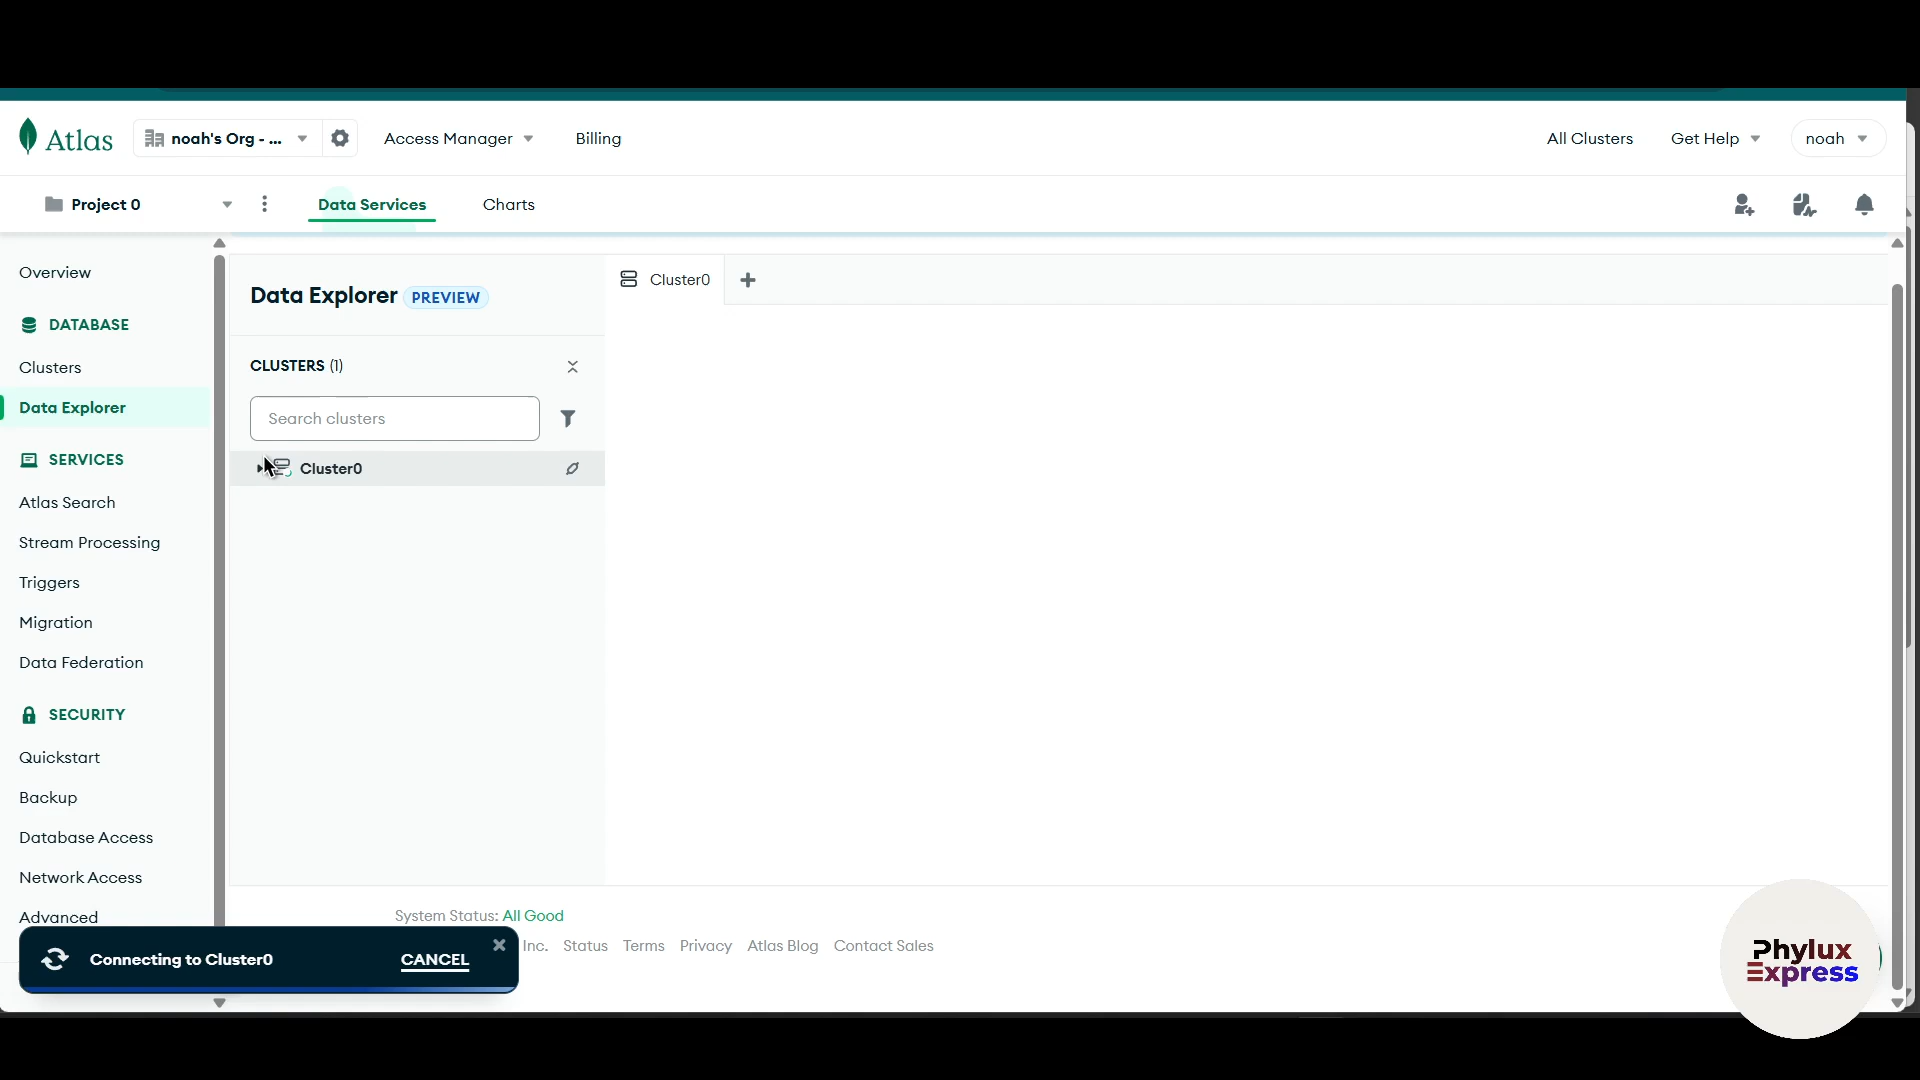 Atlas
noah's Org - ...
Access Manager
Billing
All Clusters
Get Help
noah
Project 0
Data Services
Charts
Overview
DATABASE
Clusters
Data Explorer
SERVICES
Atlas Search
Stream Processing
Triggers
Migration
Data Federation
SECURITY
Quickstart
Backup
Database Access
Network Access
Advanced
Data Explorer PREVIEW
CLUSTERS (1)
Search clusters
Cluster0
Cluster0
System Status: All Good
Inc. Status Terms Privacy Atlas Blog Contact Sales
Connecting to Cluster0
CANCEL
Phylux
Express